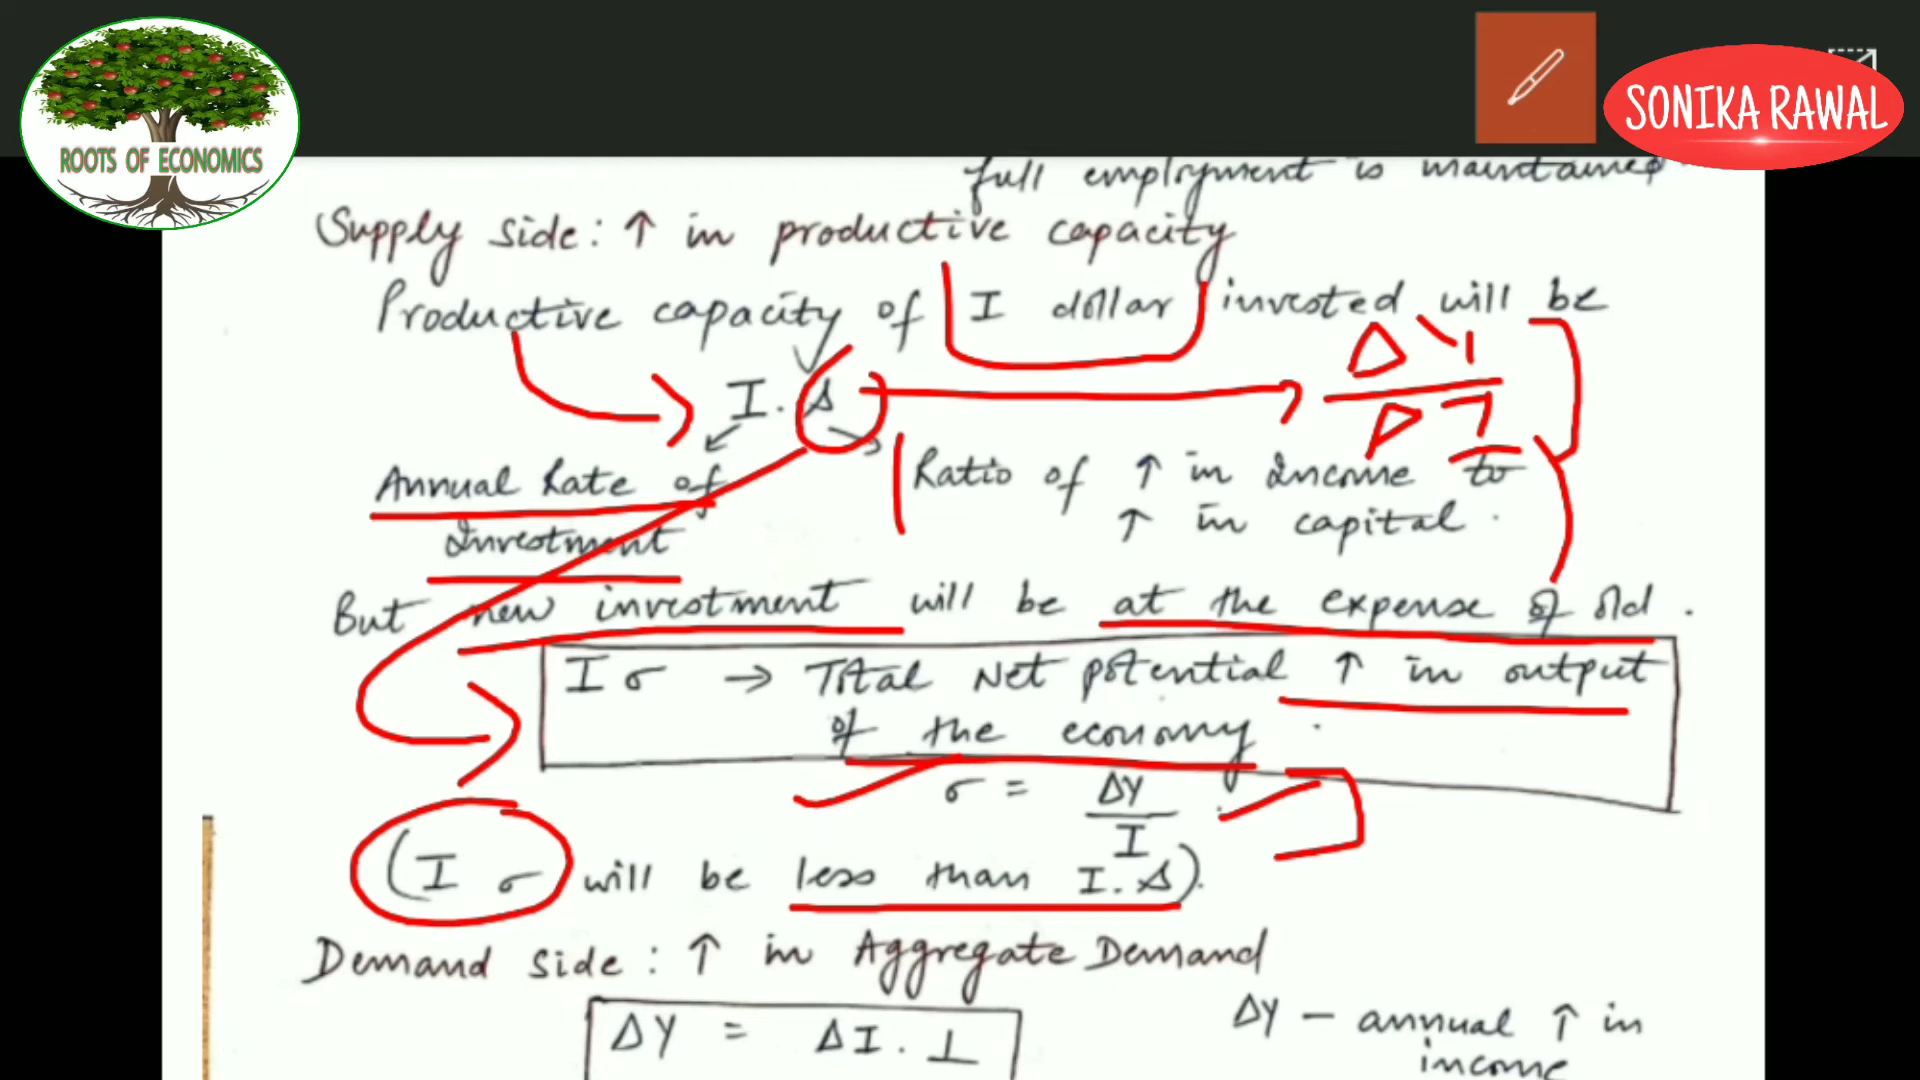 ROOTS OF ECONOMICS
SONIKA RAWAL
full employment is maintained
Supply side: ↑ in productive capacity
Productive capacity of I dollar invested will be
I . s
ΔY
Annual Rate of
Investment
Ratio of ↑ in Income to
↑ in capital.
But new investment will be at the expense of old.
I σ → Total Net potential ↑ in output
of the economy.
σ = ΔY / I
(I σ will be less than I.s).
Demand side: ↑ in Aggregate Demand
ΔY = ΔI . 1
ΔY – annual ↑ in
income